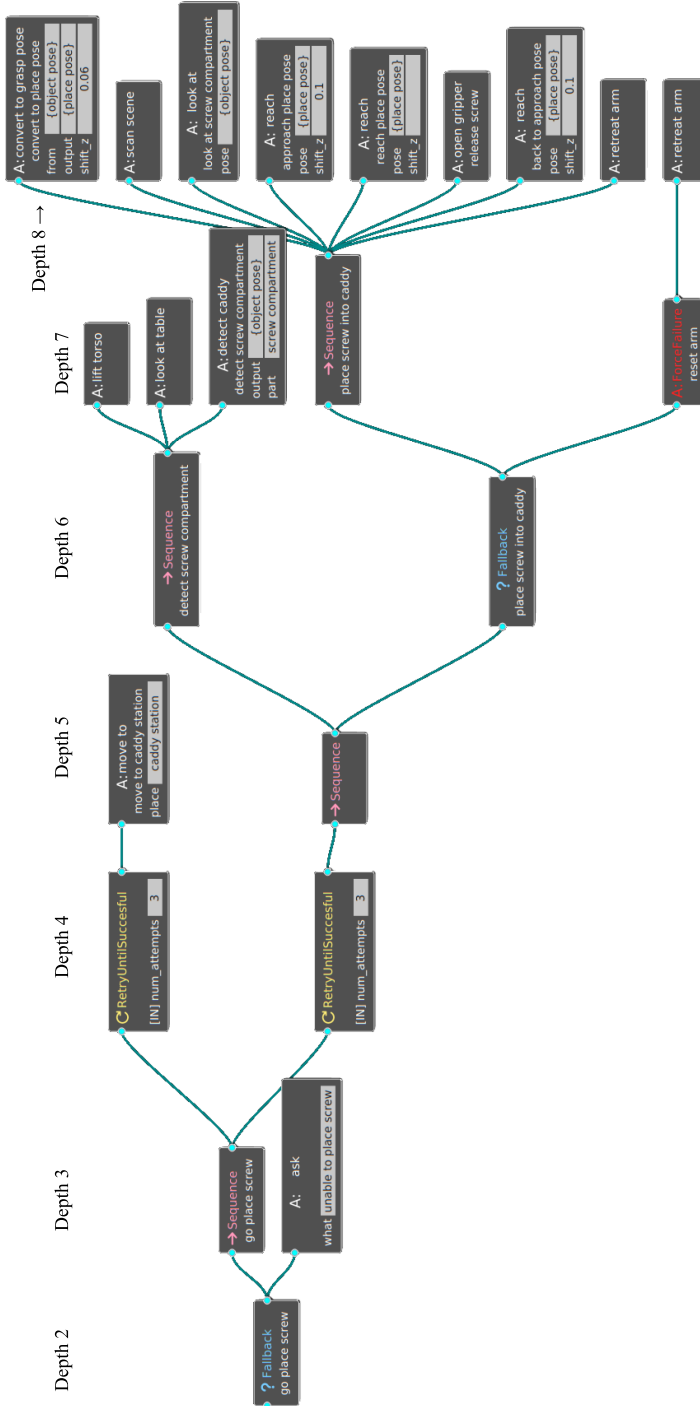 Depth 2
Depth 3
Depth 4
Depth 5
Depth 6
Depth 7
Depth 8 →
? Fallback
go place screw
→ Sequence
go place screw
A: ask
what unable to place screw
RetryUntilSuccesful
[IN] num_attempts 3
RetryUntilSuccesful
[IN] num_attempts 3
A:move to
move to caddy station
place caddy station
→ Sequence
→ Sequence
detect screw compartment
? Fallback
place screw into caddy
A:lift torso
A:look at table
A:detect caddy
detect screw compartment
output {object pose}
part screw compartment
→ Sequence
place screw into caddy
A:ForceFailure
reset arm
A:convert to grasp pose
convert to place pose
from {object pose}
output {place pose}
shift_z 0.06
A:scan scene
A: look at
look at screw compartment
pose {object pose}
A: reach
approach place pose
pose {place pose}
shift_z 0.1
A: reach
reach place pose
pose {place pose}
shift_z
A:open gripper
release screw
A: reach
back to approach pose
pose {place pose}
shift_z 0.1
A:retreat arm
A:retreat arm